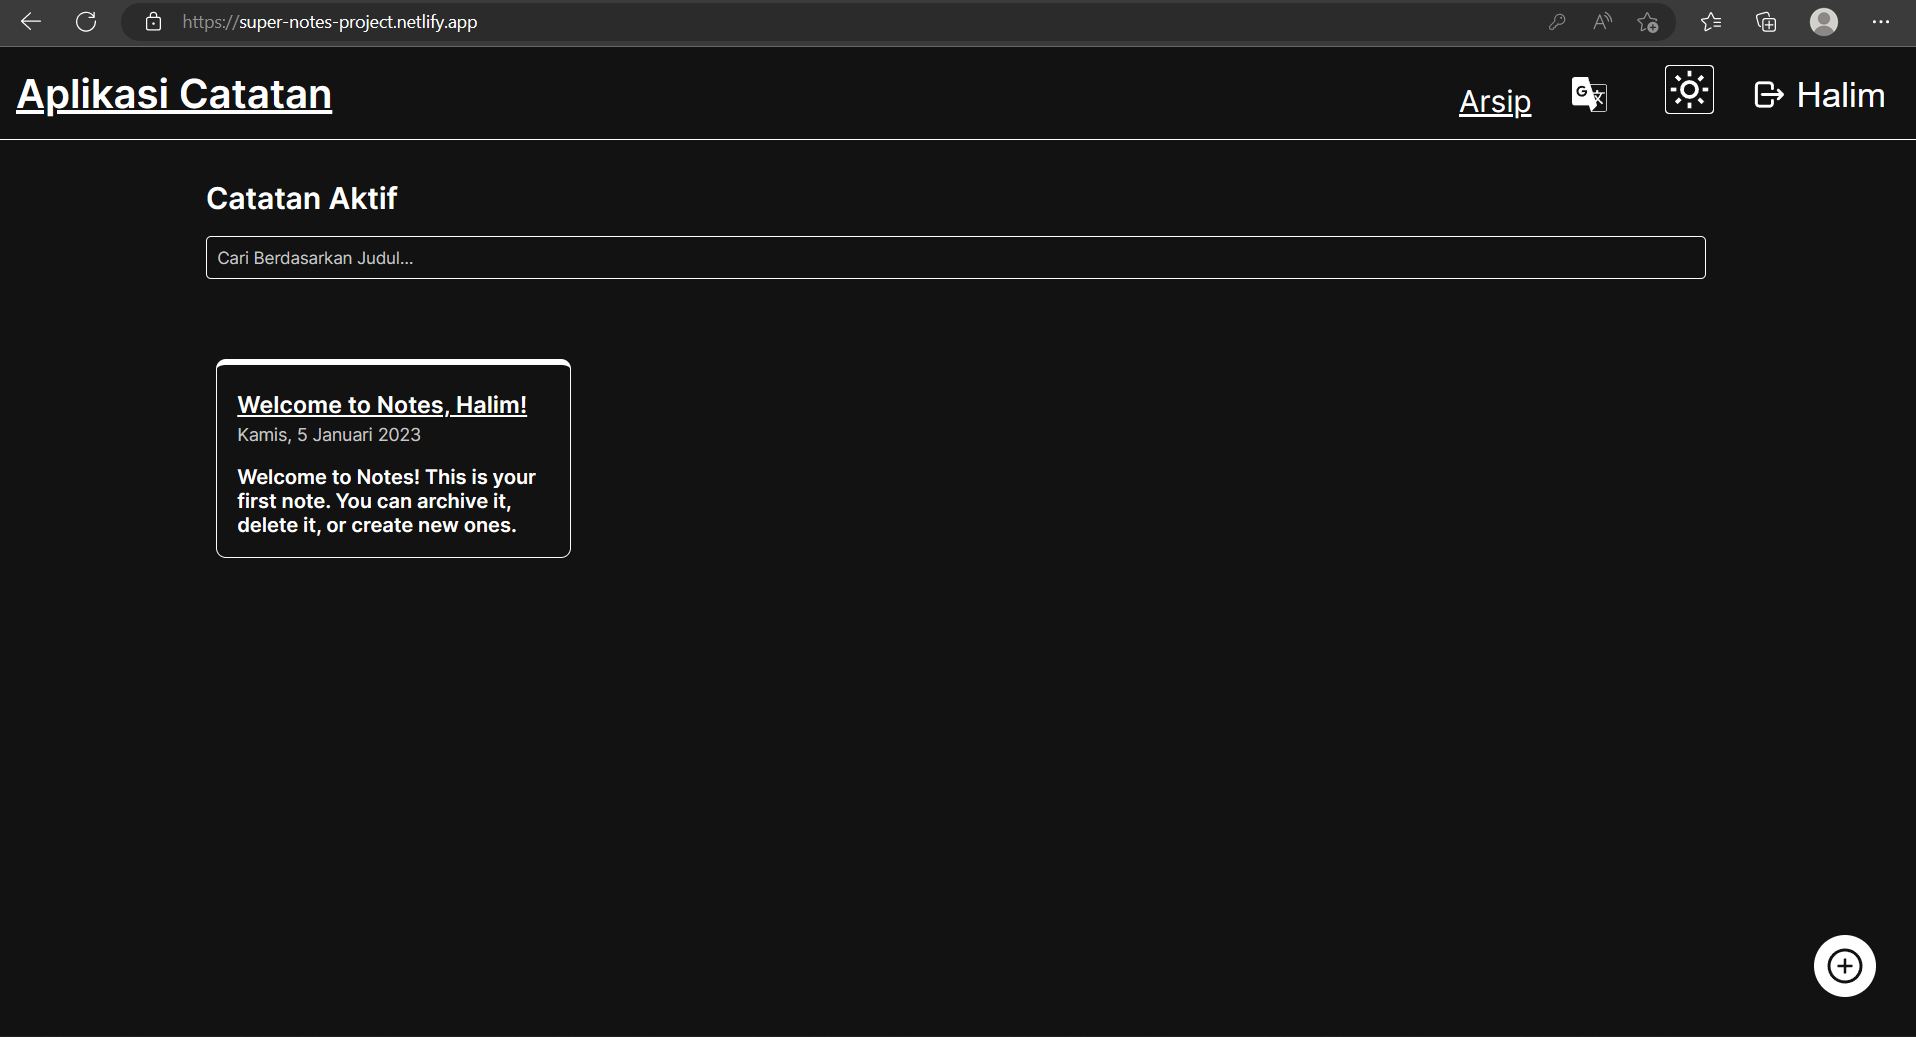 https://super-notes-project.netlify.app
Aplikasi Catatan
Arsip
Halim
Catatan Aktif
Cari Berdasarkan Judul...
Welcome to Notes, Halim!
Kamis, 5 Januari 2023
Welcome to Notes! This is your
first note. You can archive it,
delete it, or create new ones.